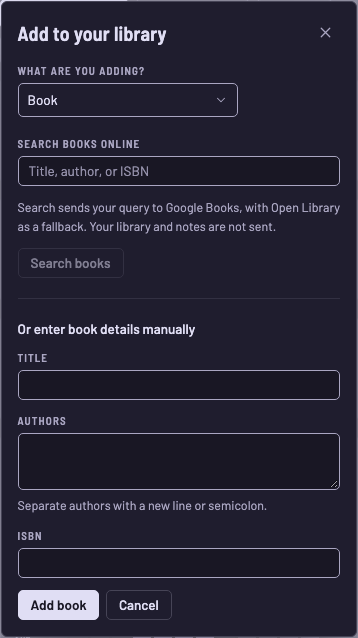 Add to your library
WHAT ARE YOU ADDING?
Book
SEARCH BOOKS ONLINE
Title, author, or ISBN
Search sends your query to Google Books, with Open Library
as a fallback. Your library and notes are not sent.
Search books
Or enter book details manually
TITLE
AUTHORS
Separate authors with a new line or semicolon.
ISBN
Add book
Cancel